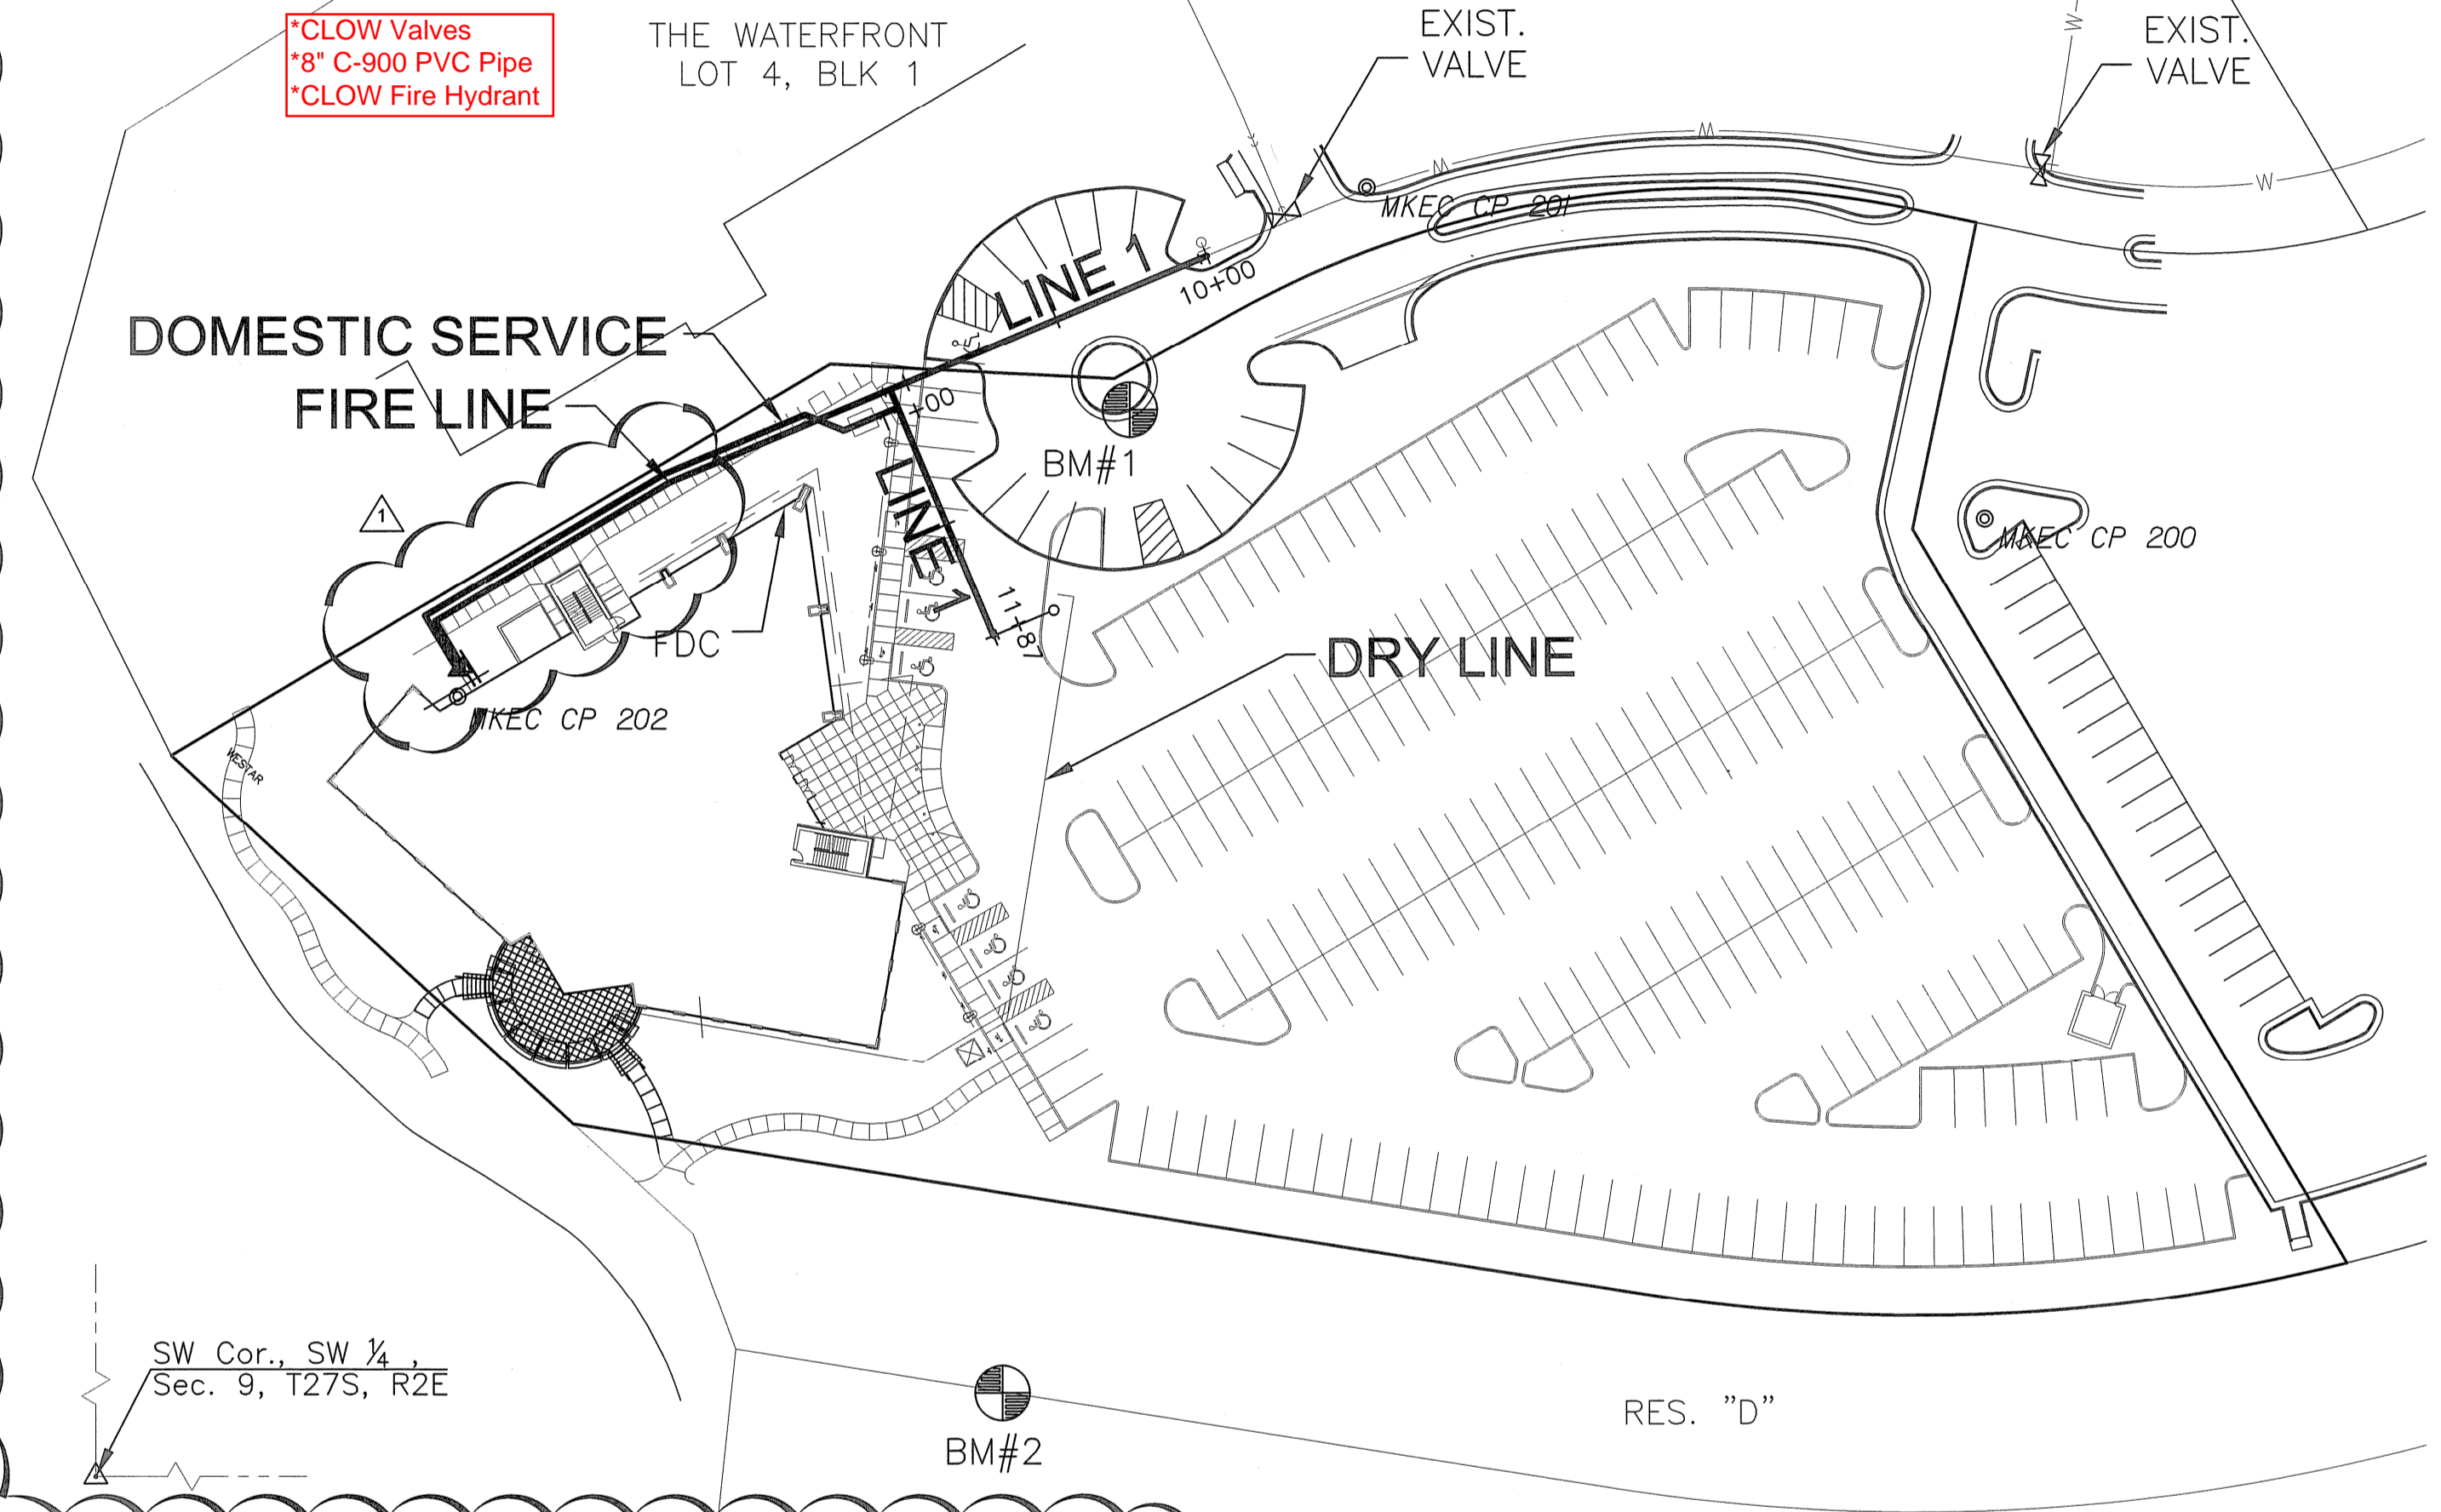 *CLOW Valves
*8" C-900 PVC Pipe
*CLOW Fire Hydrant
THE WATERFRONT
LOT 4, BLK 1
EXIST.
VALVE
EXIST.
VALVE
W
W
W
W
MKEC CP 201
LINE 1
10+00
DOMESTIC SERVICE
FIRE LINE
+00
BM#1
LINE 1
1
MKEC CP 200
11+87
FDC
DRY LINE
MKEC CP 202
WESTAR
SW Cor., SW ¼ ,
Sec. 9, T27S, R2E
RES. "D"
BM#2